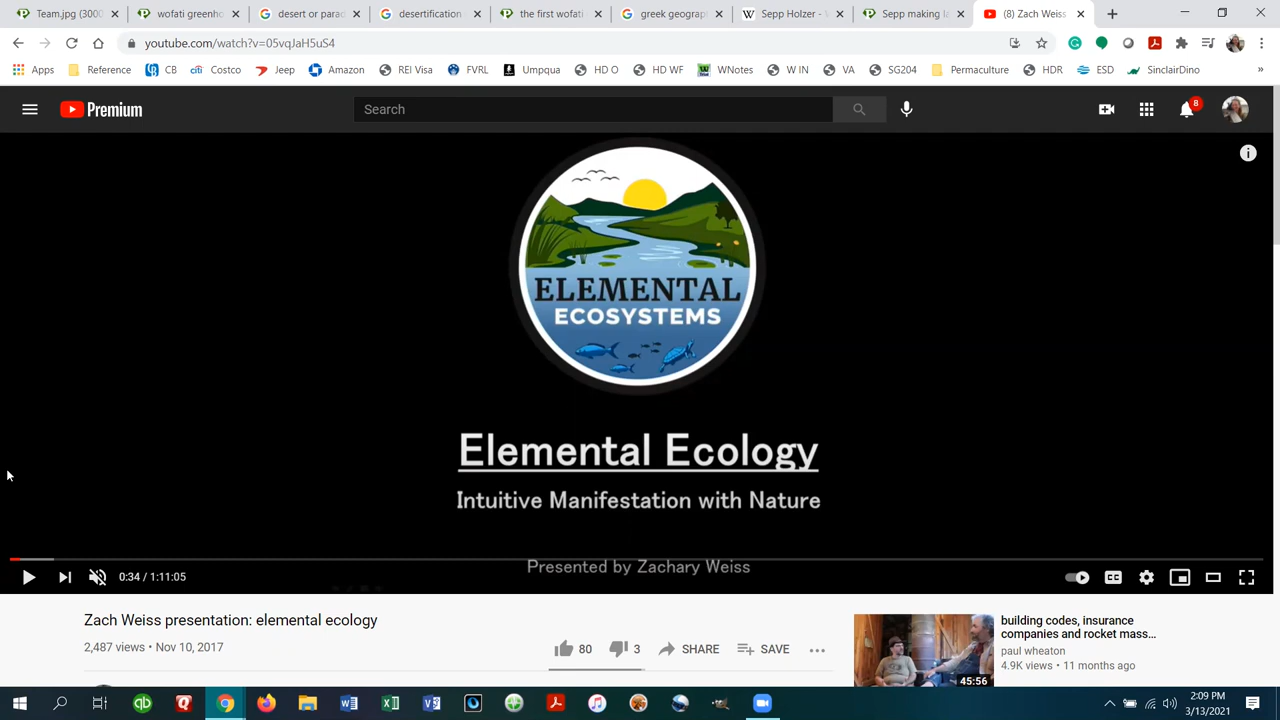 Team.jpg (3000
wofati greenho
desert or parad
desertification
the first wofati
greek geograp
Sepp Holzer -
Sepp making la
(8) Zach Weiss
youtube.com/watch?v=05vqJaH5uS4
Apps
Reference
CB
Costco
Jeep
Amazon
REI Visa
FVRL
Umpqua
HD O
HD WF
WNotes
W IN
VA
SG204
Permaculture
HDR
ESD
SinclairDino
»
Premium
Search
8
ELEMENTAL
ECOSYSTEMS
Elemental Ecology
Intuitive Manifestation with Nature
Presented by Zachary Weiss
0:34 / 1:11:05
CC
Zach Weiss presentation: elemental ecology
2,487 views • Nov 10, 2017
80
3
SHARE
SAVE
building codes, insurance
companies and rocket mass...
paul wheaton
4.9K views • 11 months ago
45:56
2:09 PM
3/13/2021